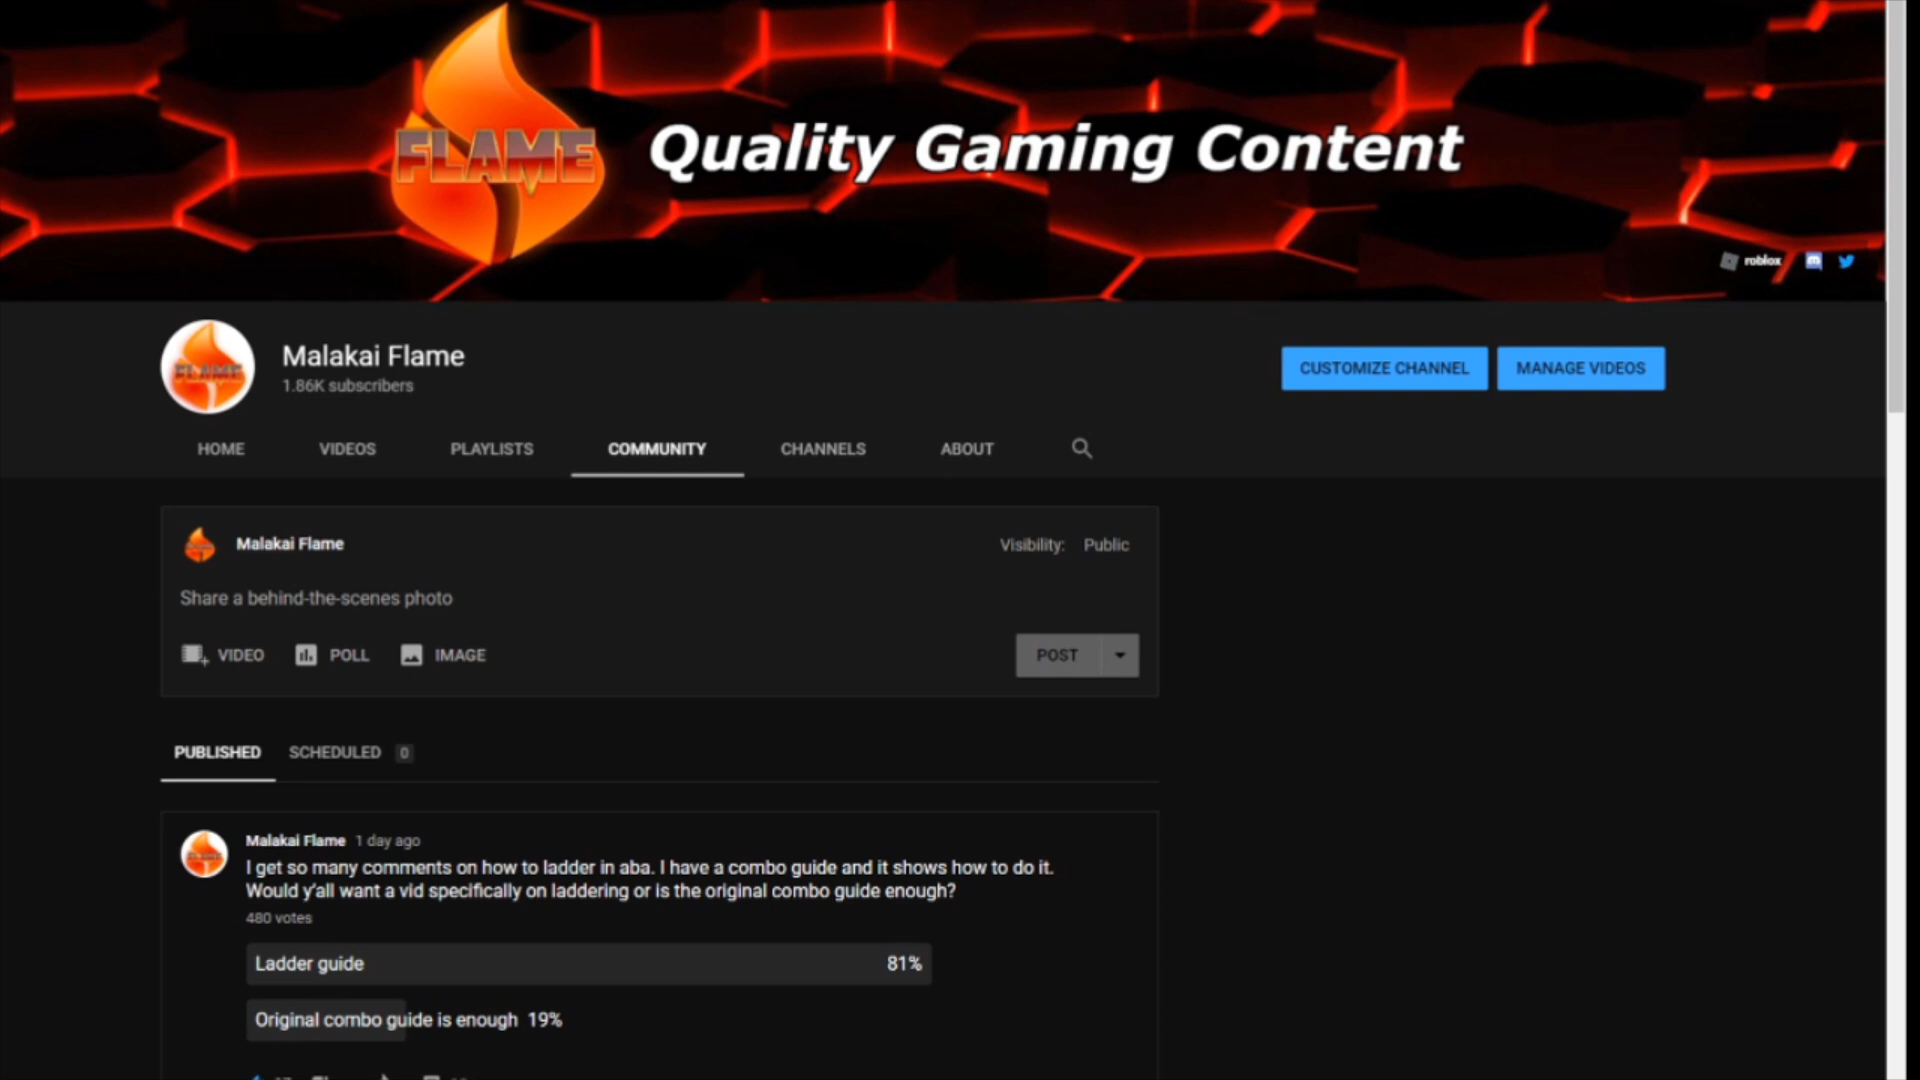 FLAME
Quality Gaming Content
roblox
FLAME
Malakai Flame
1.86K subscribers
CUSTOMIZE CHANNEL
MANAGE VIDEOS
HOME
VIDEOS
PLAYLISTS
COMMUNITY
CHANNELS
ABOUT
Malakai Flame
Visibility: Public
Share a behind-the-scenes photo
VIDEO
POLL
IMAGE
POST
PUBLISHED
SCHEDULED 0
Malakai Flame 1 day ago
I get so many comments on how to ladder in aba. I have a combo guide and it shows how to do it.
Would y'all want a vid specifically on laddering or is the original combo guide enough?
480 votes
Ladder guide 81%
Original combo guide is enough 19%